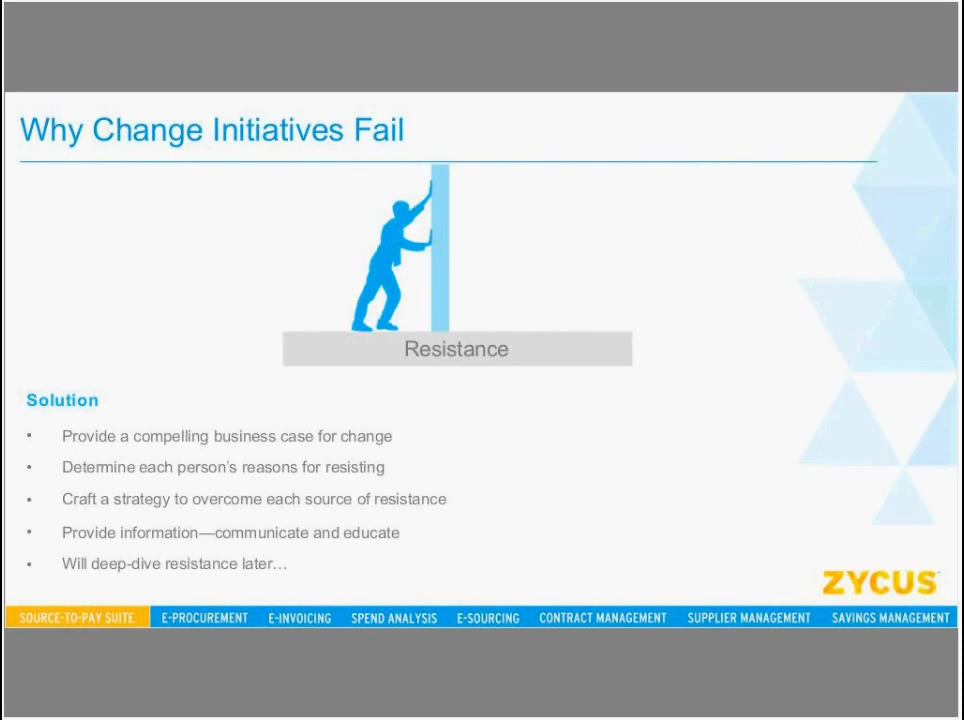 Why Change Initiatives Fail
Resistance
Solution
• Provide a compelling business case for change
• Determine each person's reasons for resisting
• Craft a strategy to overcome each source of resistance
• Provide information—communicate and educate
• Will deep-dive resistance later…
ZYCUS
SOURCE-TO-PAY SUITE E-PROCUREMENT E-INVOICING SPEND ANALYSIS E-SOURCING CONTRACT MANAGEMENT SUPPLIER MANAGEMENT SAVINGS MANAGEMENT